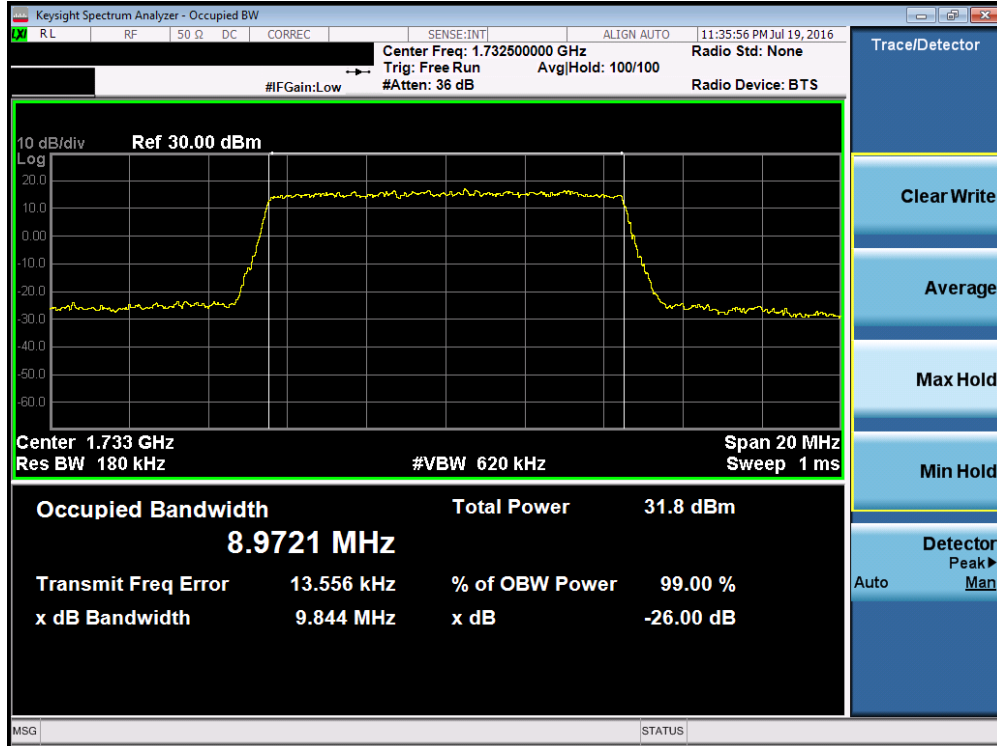 Keysight Spectrum Analyzer - Occupied BW
LXI RL RF 50 Ω DC CORREC SENSE:INT ALIGN AUTO 11:35:56 PM Jul 19, 2016
Center Freq: 1.732500000 GHz Radio Std: None
Trig: Free Run Avg|Hold: 100/100
#IFGain:Low #Atten: 36 dB Radio Device: BTS
10 dB/div Ref 30.00 dBm
Log
20.0
10.0
0.00
-10.0
-20.0
-30.0
-40.0
-50.0
-60.0
Center 1.733 GHz Span 20 MHz
Res BW 180 kHz #VBW 620 kHz Sweep 1 ms
Occupied Bandwidth Total Power 31.8 dBm
8.9721 MHz
Transmit Freq Error 13.556 kHz % of OBW Power 99.00 %
x dB Bandwidth 9.844 MHz x dB -26.00 dB
MSG STATUS
Trace/Detector
Clear Write
Average
Max Hold
Min Hold
Detector
Peak▶
Auto Man